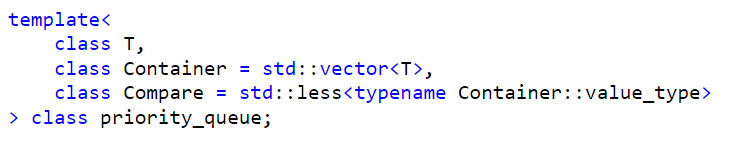 template<
    class T,
    class Container = std::vector<T>,
    class Compare = std::less<typename Container::value_type>
> class priority_queue;